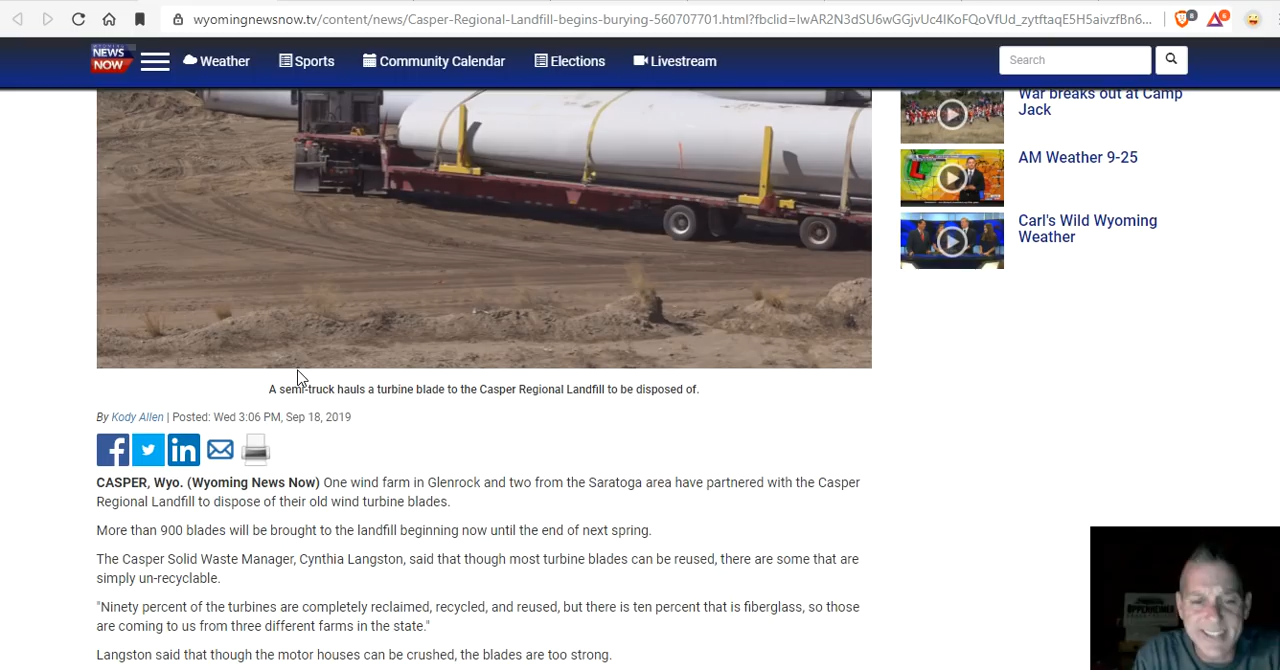 wyomingnewsnow.tv/content/news/Casper-Regional-Landfill-begins-burying-560707701.html?fbclid=IwAR2N3dSU6wGGjvUc4IKoFQoVfUd_zytftaqE5H5aivzfBn6...
8
6
WYOMING
NEWS
NOW
Weather
Sports
Community Calendar
Elections
Livestream
Search
War breaks out at Camp
Jack
AM Weather 9-25
Carl's Wild Wyoming
Weather
A semi-truck hauls a turbine blade to the Casper Regional Landfill to be disposed of.
By Kody Allen | Posted: Wed 3:06 PM, Sep 18, 2019
CASPER, Wyo. (Wyoming News Now) One wind farm in Glenrock and two from the Saratoga area have partnered with the Casper
Regional Landfill to dispose of their old wind turbine blades.
More than 900 blades will be brought to the landfill beginning now until the end of next spring.
The Casper Solid Waste Manager, Cynthia Langston, said that though most turbine blades can be reused, there are some that are
simply un-recyclable.
"Ninety percent of the turbines are completely reclaimed, recycled, and reused, but there is ten percent that is fiberglass, so those
are coming to us from three different farms in the state."
Langston said that though the motor houses can be crushed, the blades are too strong.
OPPENHEIMER